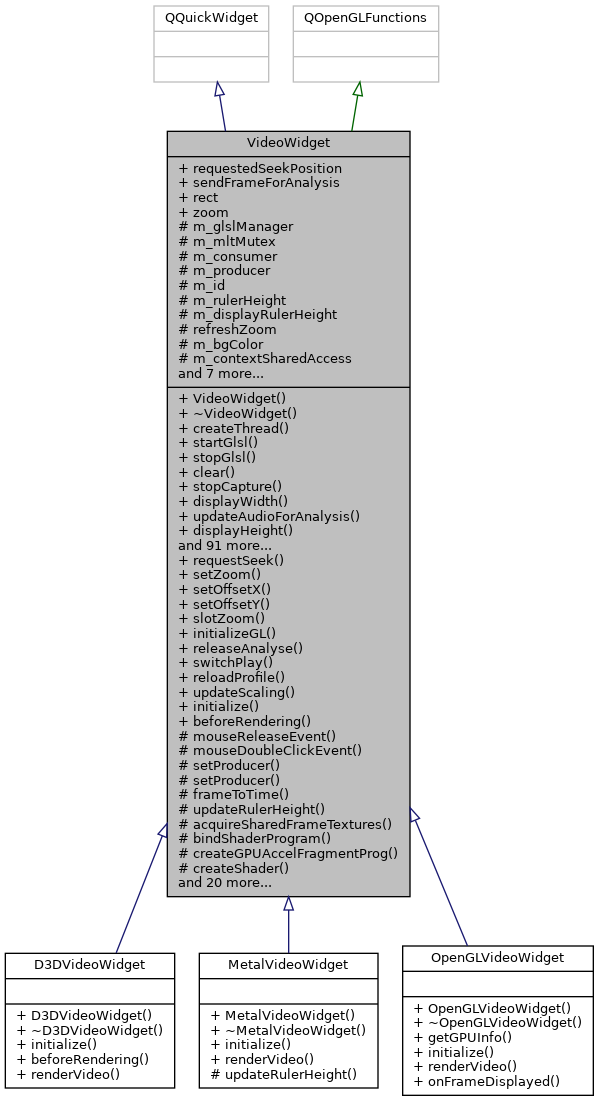 QQuickWidget
QOpenGLFunctions
VideoWidget
+ requestedSeekPosition
+ sendFrameForAnalysis
+ rect
+ zoom
# m_glslManager
# m_mltMutex
# m_consumer
# m_producer
# m_id
# m_rulerHeight
# m_displayRulerHeight
# refreshZoom
# m_bgColor
# m_contextSharedAccess
and 7 more...
+ VideoWidget()
+ ~VideoWidget()
+ createThread()
+ startGlsl()
+ stopGlsl()
+ clear()
+ stopCapture()
+ displayWidth()
+ updateAudioForAnalysis()
+ displayHeight()
and 91 more...
+ requestSeek()
+ setZoom()
+ setOffsetX()
+ setOffsetY()
+ slotZoom()
+ initializeGL()
+ releaseAnalyse()
+ switchPlay()
+ reloadProfile()
+ updateScaling()
+ initialize()
+ beforeRendering()
# mouseReleaseEvent()
# mouseDoubleClickEvent()
# setProducer()
# setProducer()
# frameToTime()
# updateRulerHeight()
# acquireSharedFrameTextures()
# bindShaderProgram()
# createGPUAccelFragmentProg()
# createShader()
and 20 more...
D3DVideoWidget
+ D3DVideoWidget()
+ ~D3DVideoWidget()
+ initialize()
+ beforeRendering()
+ renderVideo()
MetalVideoWidget
+ MetalVideoWidget()
+ ~MetalVideoWidget()
+ initialize()
+ renderVideo()
# updateRulerHeight()
OpenGLVideoWidget
+ OpenGLVideoWidget()
+ ~OpenGLVideoWidget()
+ getGPUInfo()
+ initialize()
+ renderVideo()
+ onFrameDisplayed()